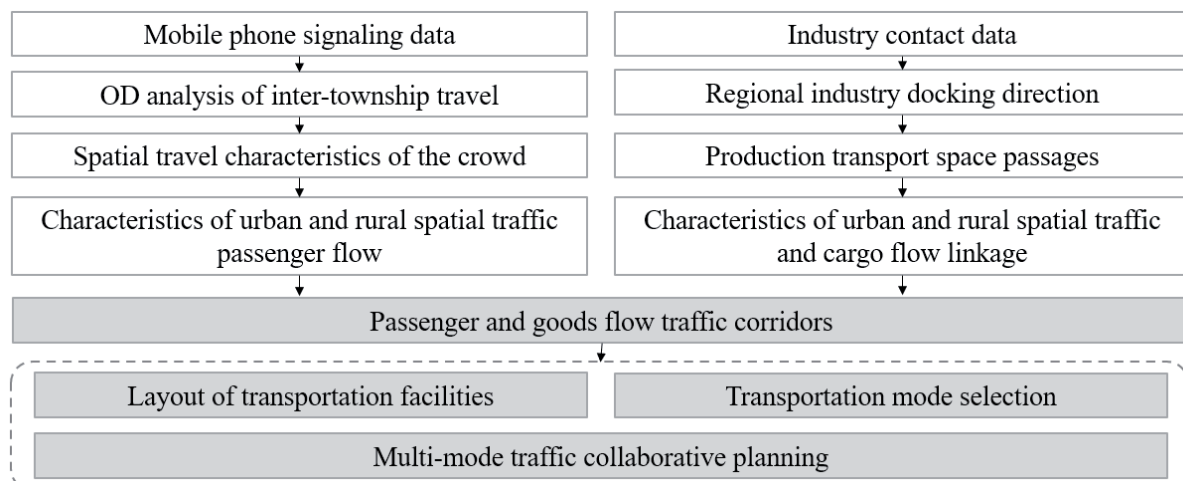 Mobile phone signaling data
Industry contact data
OD analysis of inter-township travel
Regional industry docking direction
Spatial travel characteristics of the crowd
Production transport space passages
Characteristics of urban and rural spatial traffic
passenger flow
Characteristics of urban and rural spatial traffic
and cargo flow linkage
Passenger and goods flow traffic corridors
Layout of transportation facilities
Transportation mode selection
Multi-mode traffic collaborative planning